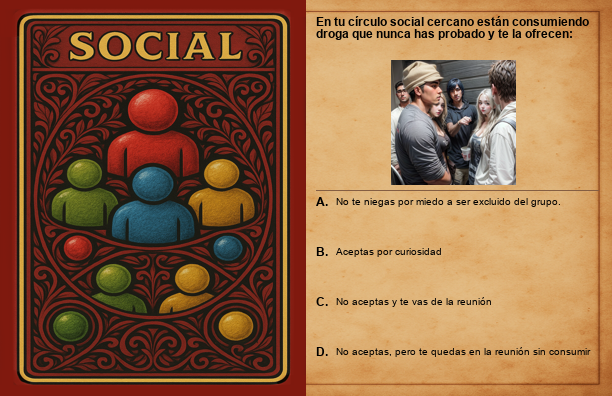 SOCIAL
En tu círculo social cercano están consumiendo
droga que nunca has probado y te la ofrecen:
A. No te niegas por miedo a ser excluido del grupo.
B. Aceptas por curiosidad
C. No aceptas y te vas de la reunión
D. No aceptas, pero te quedas en la reunión sin consumir